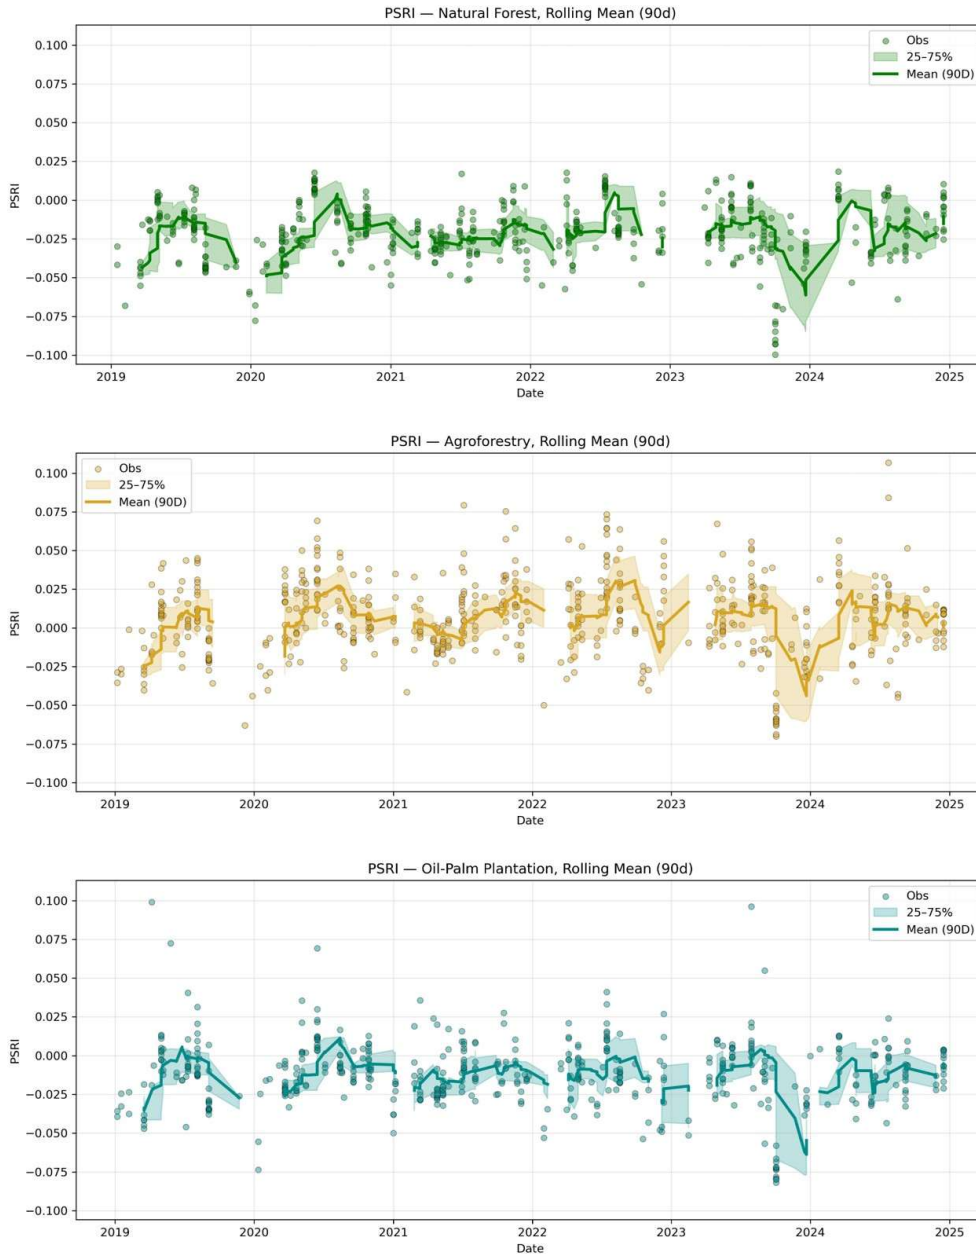 PSRI — Natural Forest, Rolling Mean (90d)
Obs
25–75%
Mean (90D)
0.100
0.075
0.050
0.025
0.000
−0.025
−0.050
−0.075
−0.100
PSRI
2019 2020 2021 2022 2023 2024 2025
Date
PSRI — Agroforestry, Rolling Mean (90d)
Obs
25–75%
Mean (90D)
0.100
0.075
0.050
0.025
0.000
−0.025
−0.050
−0.075
−0.100
PSRI
2019 2020 2021 2022 2023 2024 2025
Date
PSRI — Oil-Palm Plantation, Rolling Mean (90d)
Obs
25–75%
Mean (90D)
0.100
0.075
0.050
0.025
0.000
−0.025
−0.050
−0.075
−0.100
PSRI
2019 2020 2021 2022 2023 2024 2025
Date